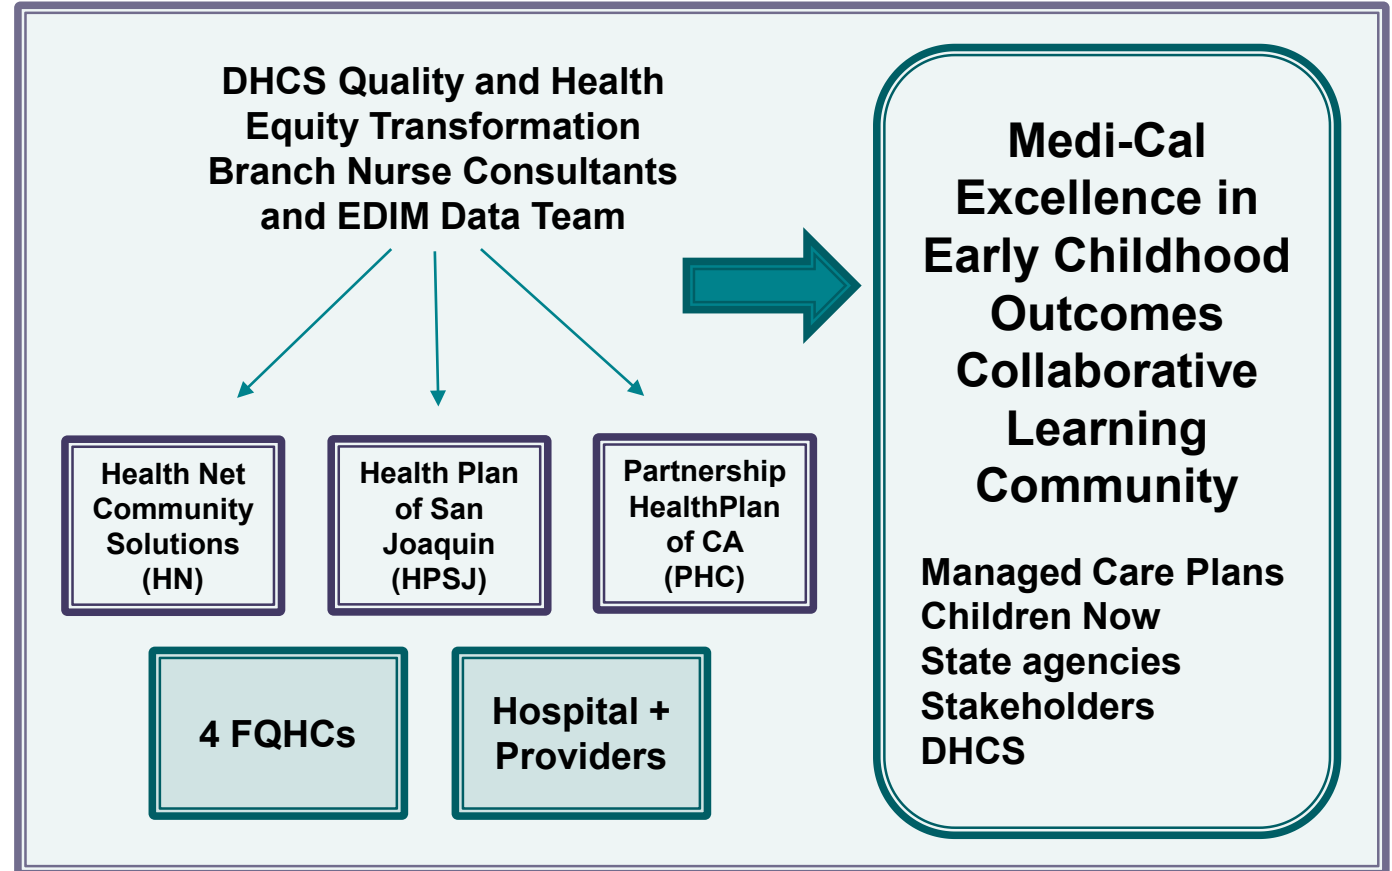 DHCS Quality and Health
Equity Transformation
Branch Nurse Consultants
and EDIM Data Team
Health Net
Community
Solutions
(HN)
Health Plan
of San
Joaquin
(HPSJ)
Partnership
HealthPlan
of CA
(PHC)
4 FQHCs
Hospital +
Providers
Medi-Cal
Excellence in
Early Childhood
Outcomes
Collaborative
Learning
Community
Managed Care Plans
Children Now
State agencies
Stakeholders
DHCS